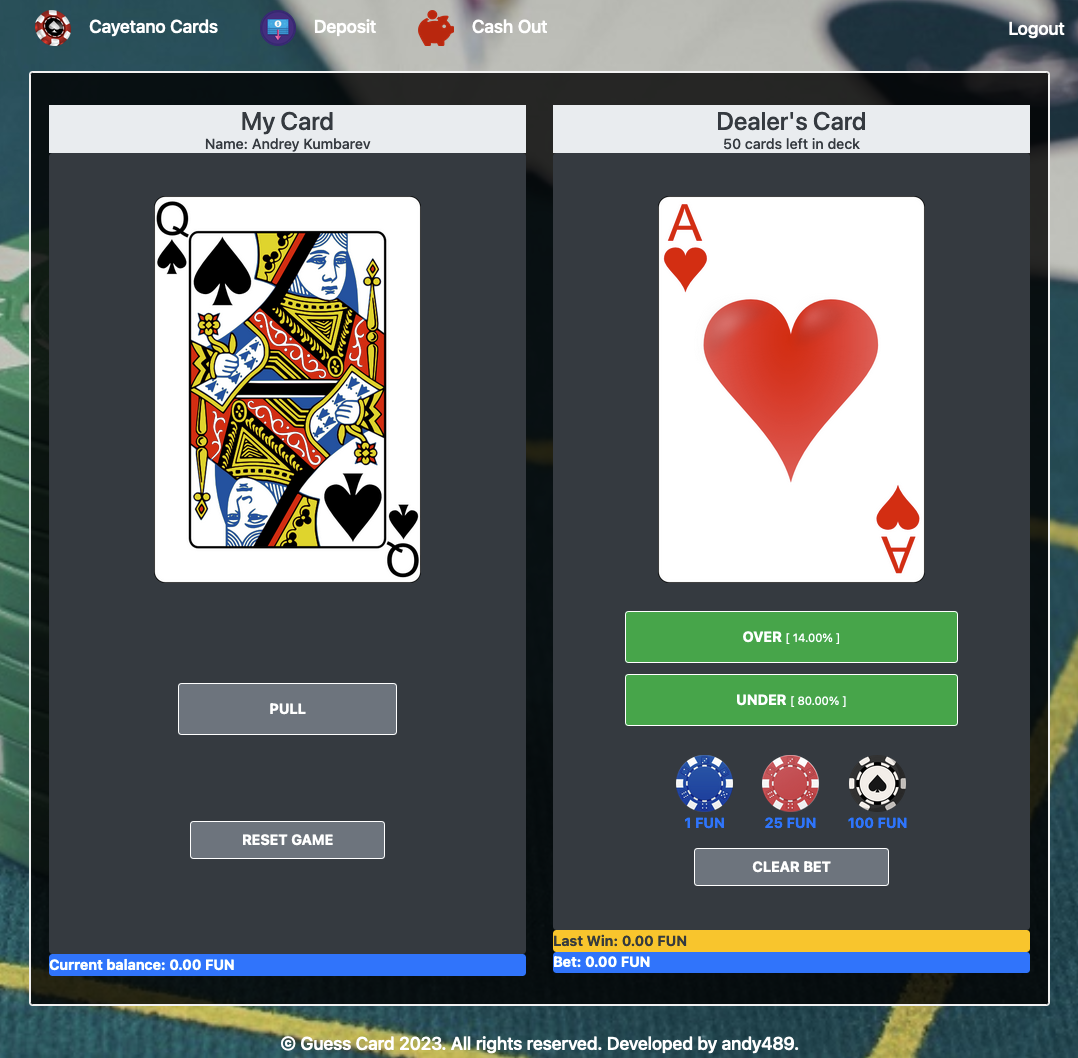 Cayetano Cards
Deposit
Cash Out
Logout
My Card
Name: Andrey Kumbarev
Q
Q
PULL
RESET GAME
Current balance: 0.00 FUN
Dealer's Card
50 cards left in deck
A
A
OVER [ 14.00% ]
UNDER [ 80.00% ]
1 FUN
25 FUN
100 FUN
CLEAR BET
Last Win: 0.00 FUN
Bet: 0.00 FUN
© Guess Card 2023. All rights reserved. Developed by andy489.